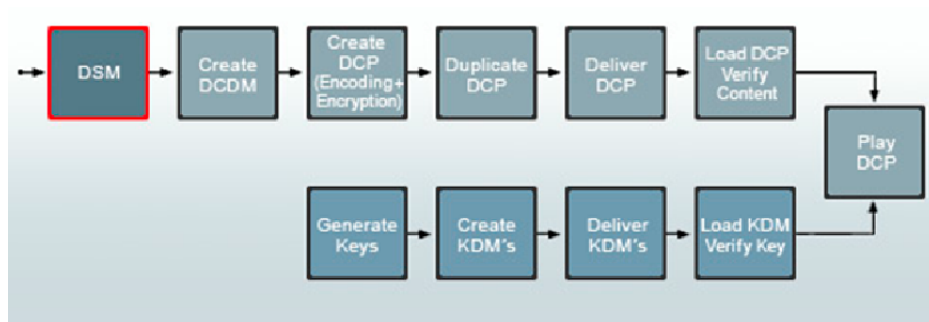 DSM
Create
DCDM
Create
DCP
(Encoding+
Encryption)
Duplicate
DCP
Deliver
DCP
Load DCP
Verify
Content
Play
DCP
Generate
Keys
Create
KDM´s
Deliver
KDM´s
Load KDM
Verify Key